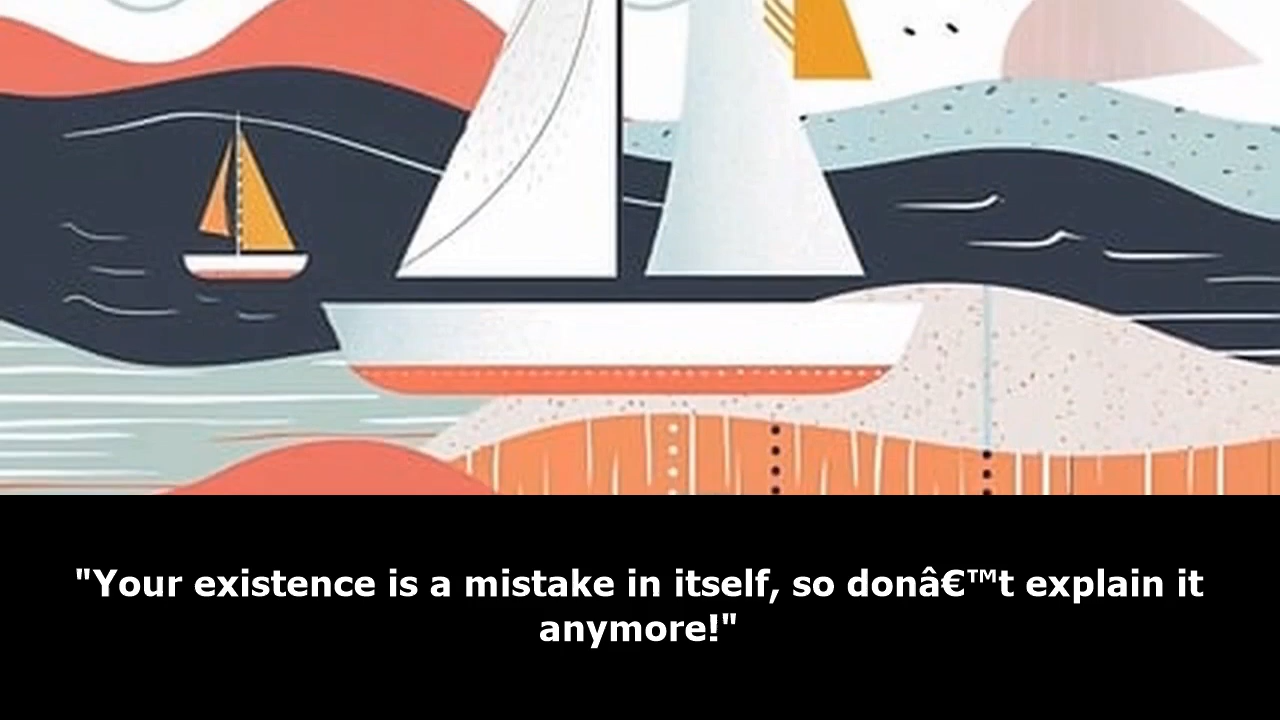 "Your existence is a mistake in itself, so donâ€™t explain it
anymore!"